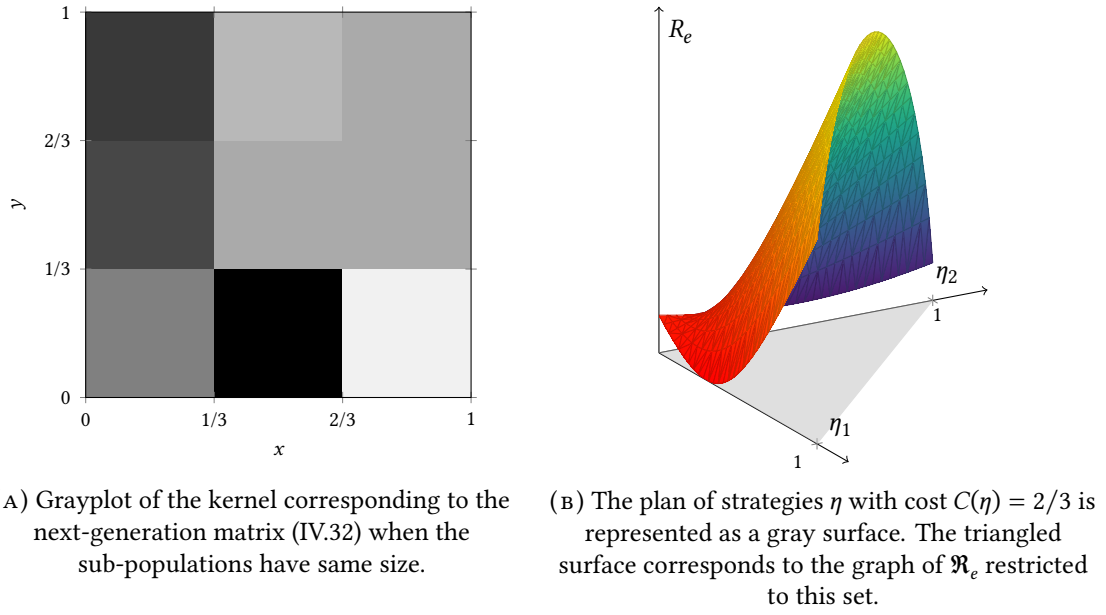 1
2/3
y
1/3
0
0
1/3
2/3
1
x
R_e
η_2
1
η_1
1
A) Grayplot of the kernel corresponding to the
next-generation matrix (IV.32) when the
sub-populations have same size.
(B) The plan of strategies η with cost C(η) = 2/3 is
represented as a gray surface. The triangled
surface corresponds to the graph of ℜ_e restricted
to this set.